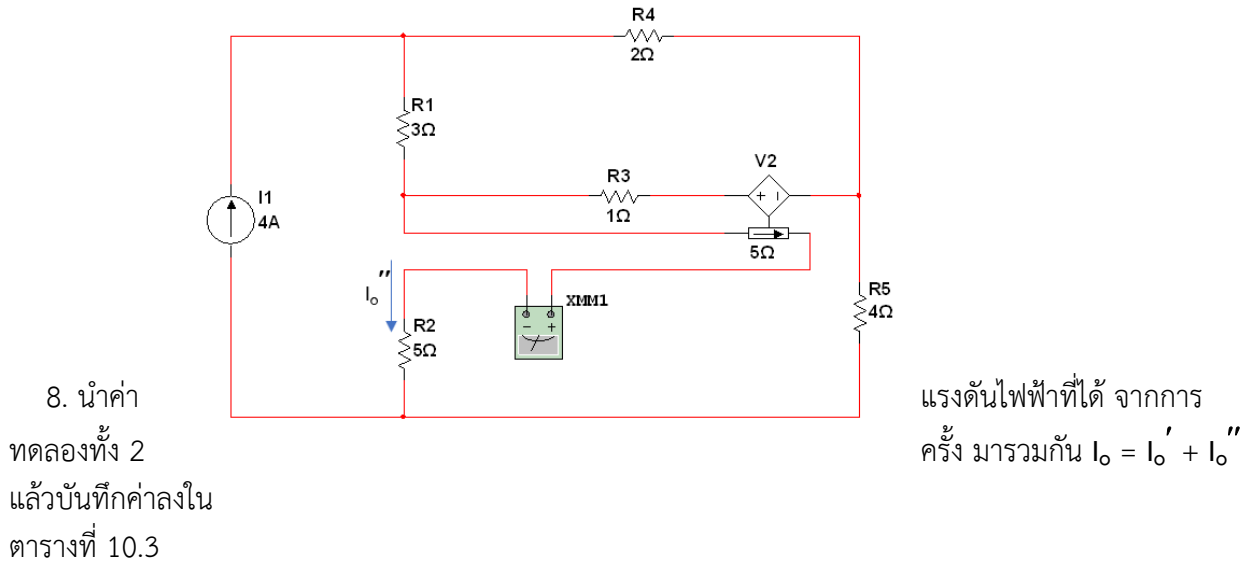 R4
2Ω
R1
3Ω
V2
R3
1Ω
+ −
I1
4A
5Ω
Iₒ″
XMM1
− +
R2
5Ω
R5
4Ω
8. นำค่า แรงดันไฟฟ้าที่ได้ จากการ
ทดลองทั้ง 2 ครั้ง มารวมกัน Iₒ = Iₒ′ + Iₒ″
แล้วบันทึกค่าลงใน
ตารางที่ 10.3